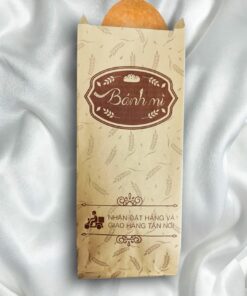 Bánh mì
NHẬN ĐẶT HÀNG VÀ
GIAO HÀNG TẬN NƠI